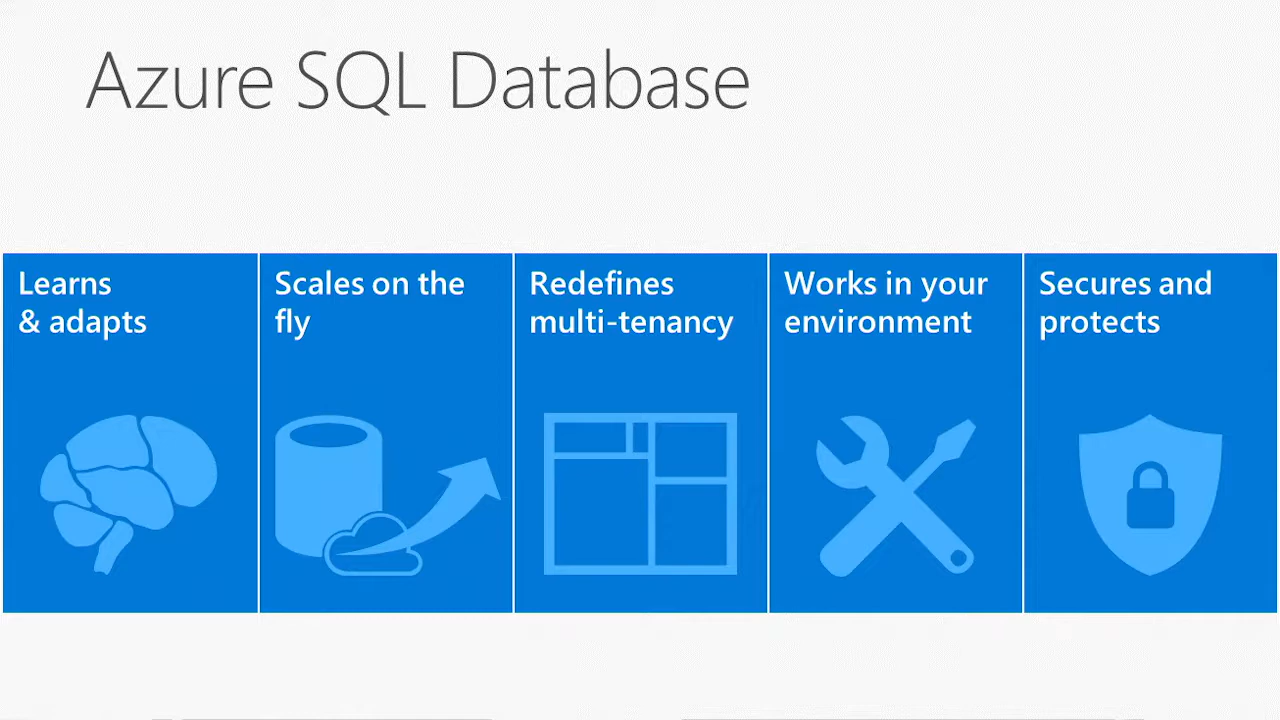 Azure SQL Database
Learns
& adapts
Scales on the
fly
Redefines
multi-tenancy
Works in your
environment
Secures and
protects